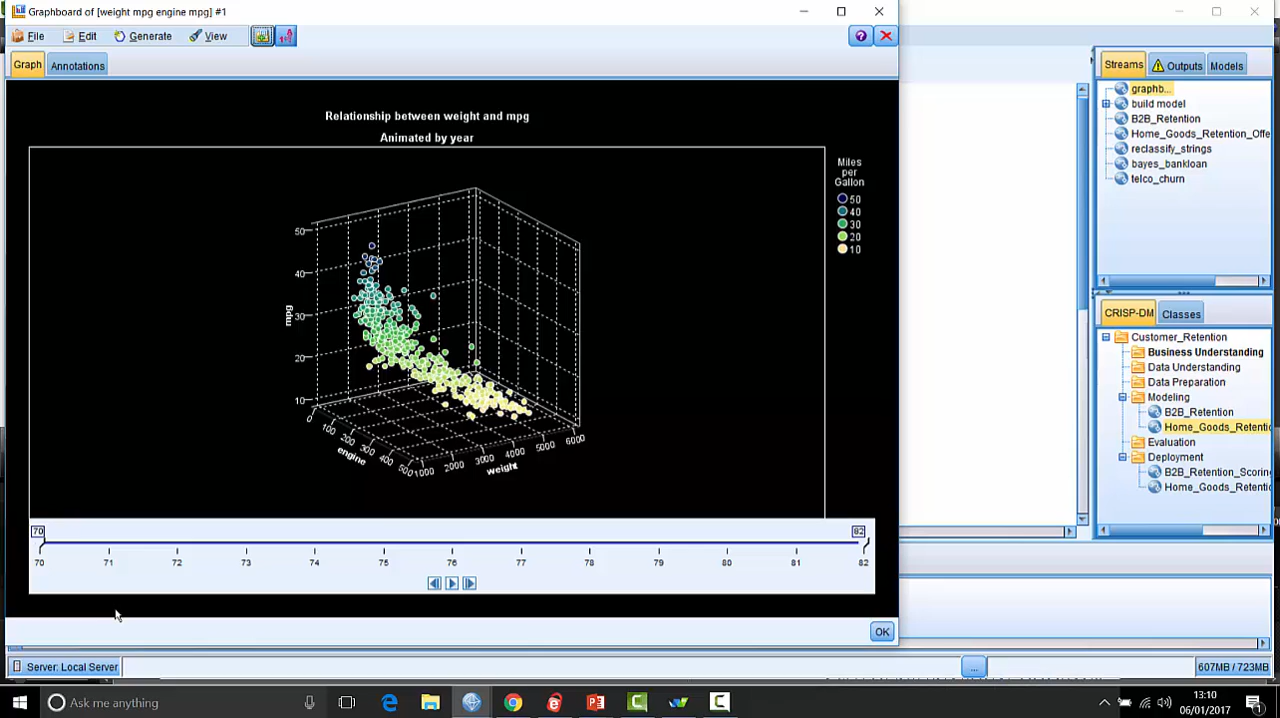 Graphboard of [weight mpg engine mpg] #1
File Edit Generate View
Graph Annotations
Relationship between weight and mpg
Animated by year
Miles
per
Gallon
50
40
30
20
10
50
40
30
20
10
mpg
0
100
200
300
400
500
engine
1000
2000
3000
4000
5000
6000
weight
70 82
70 71 72 73 74 75 76 77 78 79 80 81 82
OK
Streams Outputs Models
graphb...
build model
B2B_Retention
Home_Goods_Retention_Offe
reclassify_strings
bayes_bankloan
telco_churn
CRISP-DM Classes
Customer_Retention
Business Understanding
Data Understanding
Data Preparation
Modeling
B2B_Retention
Home_Goods_Retentio
Evaluation
Deployment
B2B_Retention_Scoring
Home_Goods_Retentio
Server: Local Server ... 607MB / 723MB
Ask me anything
13:10
06/01/2017